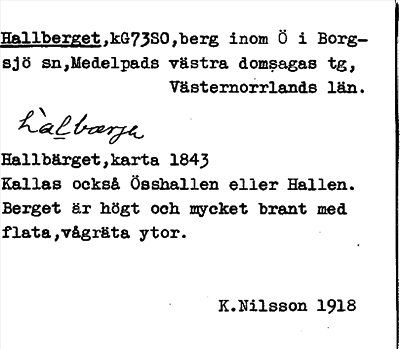 Hallberget,kG73SO,berg inom Ö i Borg-
sjö sn,Medelpads västra domsagas tg,
Västernorrlands län.
Hallbärget,karta 1843
Kallas också Össhallen eller Hallen.
Berget är högt och mycket brant med
flata,vågräta ytor.
K.Nilsson 1918